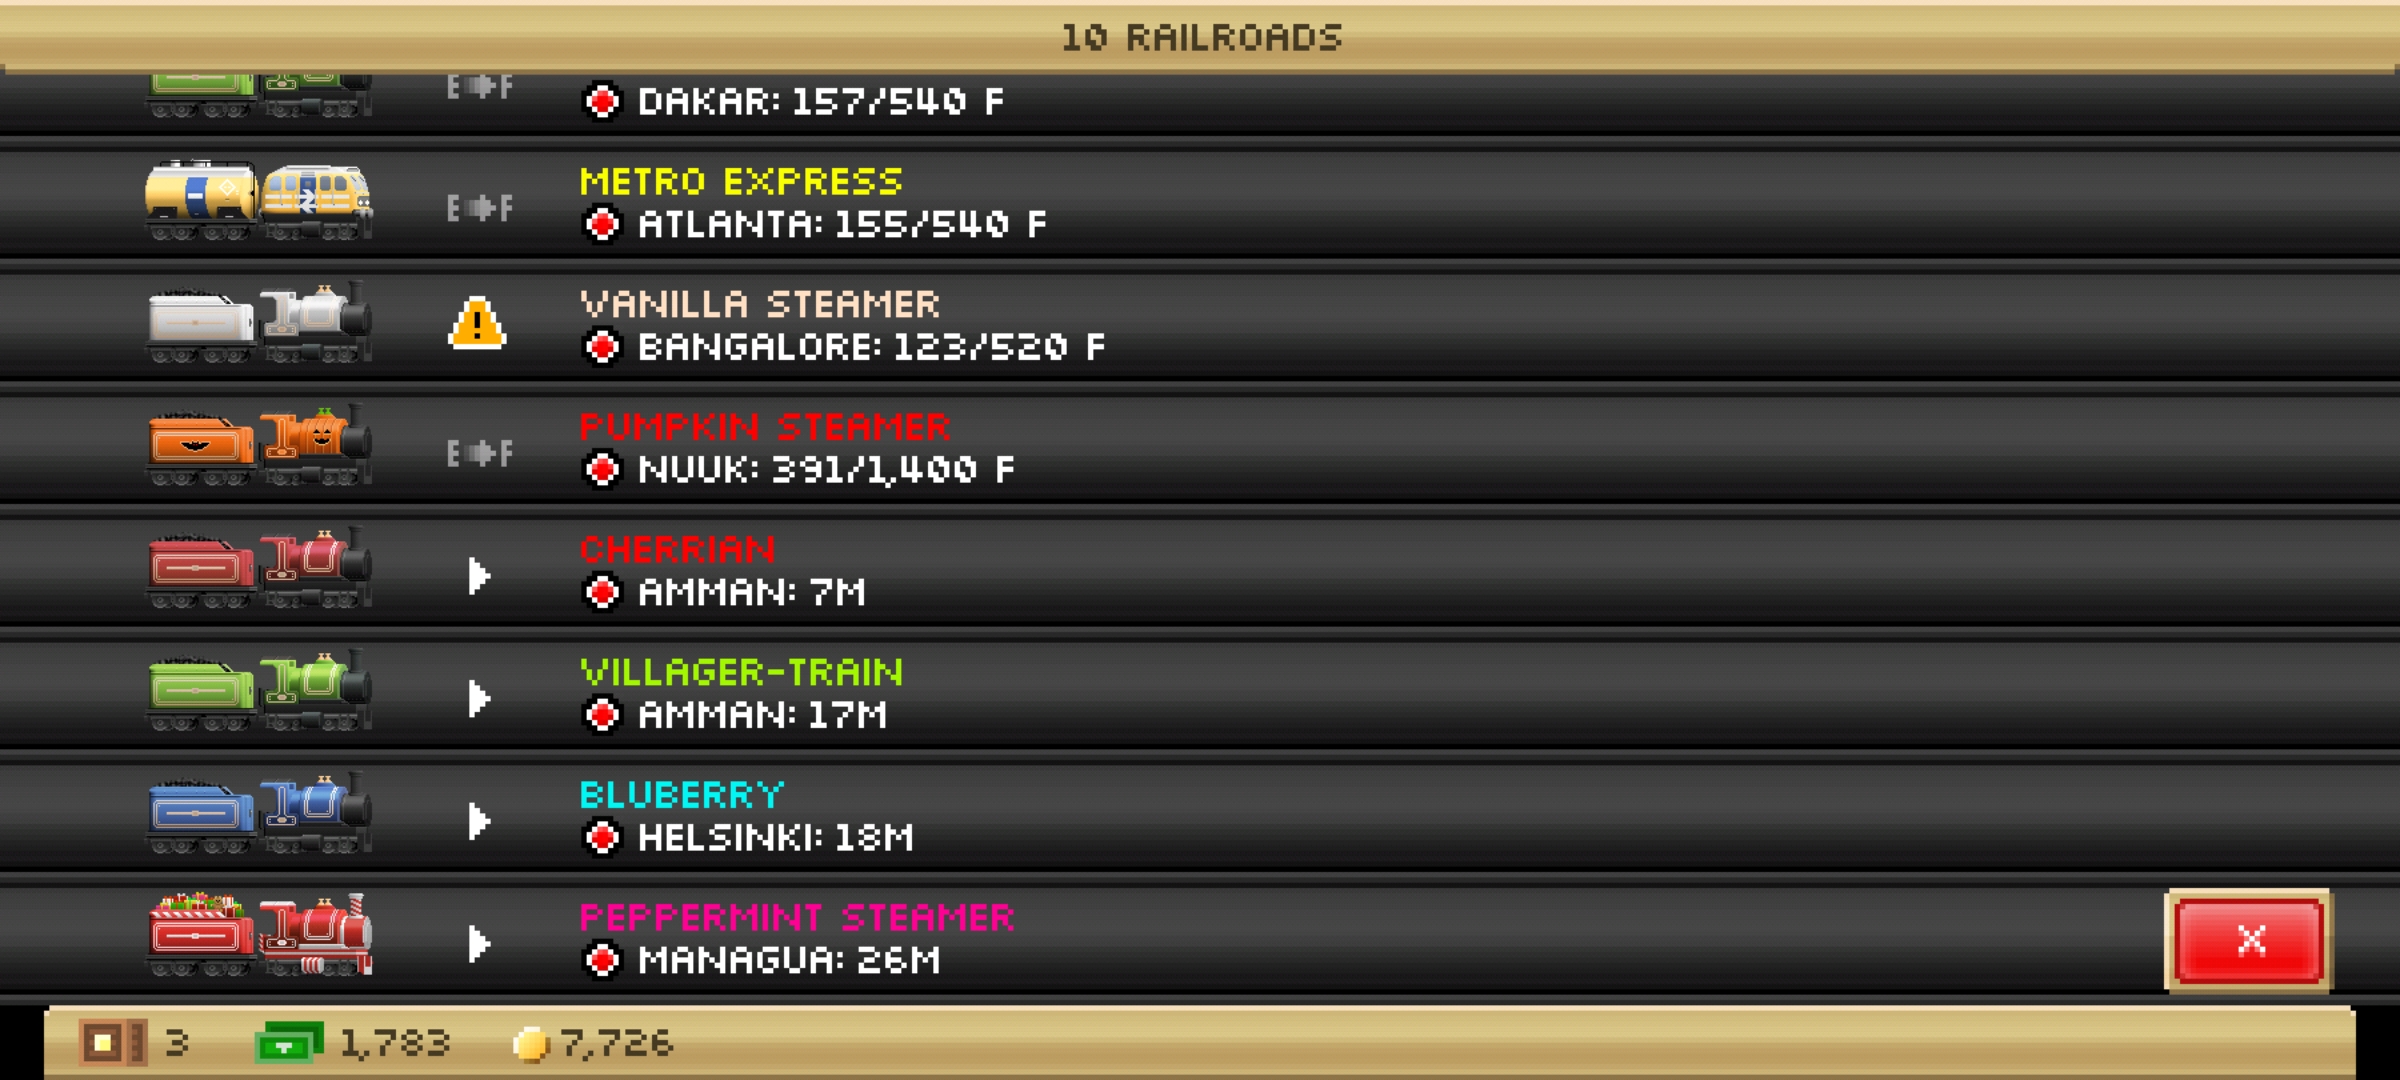 10 RAILROADS
E F
DAKAR: 157/540 F
METRO EXPRESS
E F
ATLANTA: 155/540 F
VANILLA STEAMER
BANGALORE: 123/520 F
PUMPKIN STEAMER
E F
NUUK: 391/1,400 F
CHERRIAN
AMMAN: 7M
VILLAGER-TRAIN
AMMAN: 17M
BLUBERRY
HELSINKI: 18M
PEPPERMINT STEAMER
MANAGUA: 26M
X
3 1,783 7,726